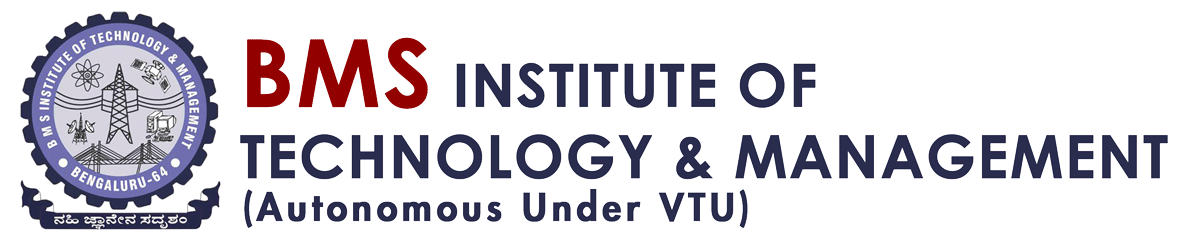 B M S INSTITUTE OF TECHNOLOGY & MANAGEMENT
BENGALURU-64
ನಹಿ ಜ್ಞಾನೇನ ಸದೃಶಂ
BMS INSTITUTE OF
TECHNOLOGY & MANAGEMENT
(Autonomous Under VTU)